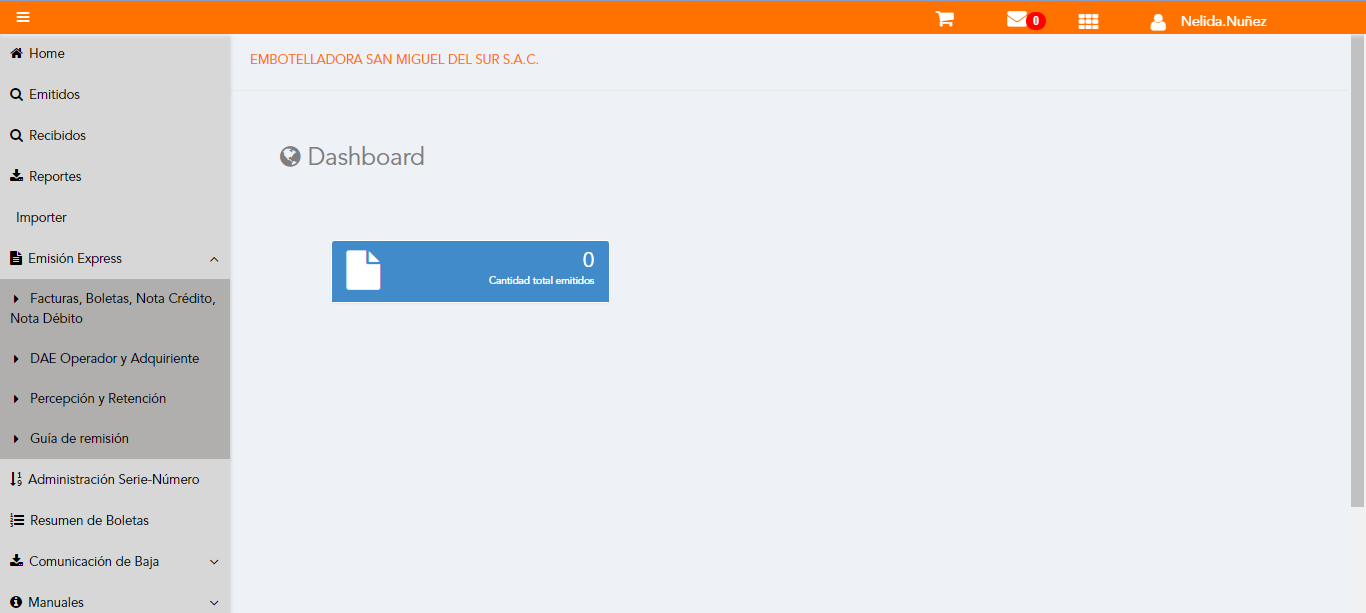 0
Nelida.Nuñez
Home
Emitidos
Recibidos
Reportes
Importer
Emisión Express
Facturas, Boletas, Nota Crédito,
Nota Débito
DAE Operador y Adquiriente
Percepción y Retención
Guía de remisión
Administración Serie-Número
Resumen de Boletas
Comunicación de Baja
Manuales
EMBOTELLADORA SAN MIGUEL DEL SUR S.A.C.
Dashboard
0
Cantidad total emitidos